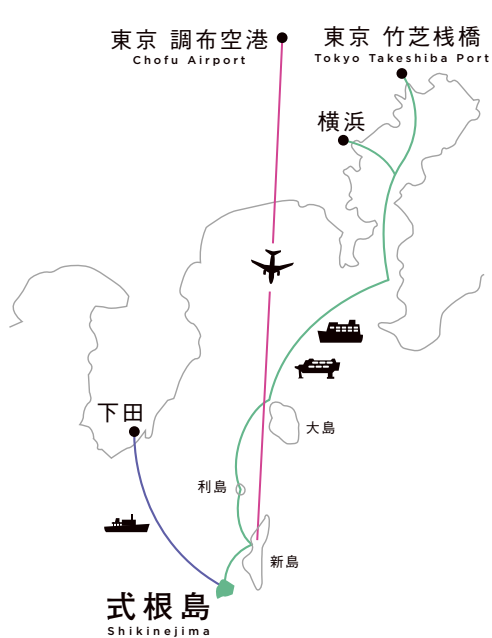 東京 調布空港
Chofu Airport
東京 竹芝桟橋
Tokyo Takeshiba Port
横浜
下田
大島
利島
新島
式根島
Shikinejima